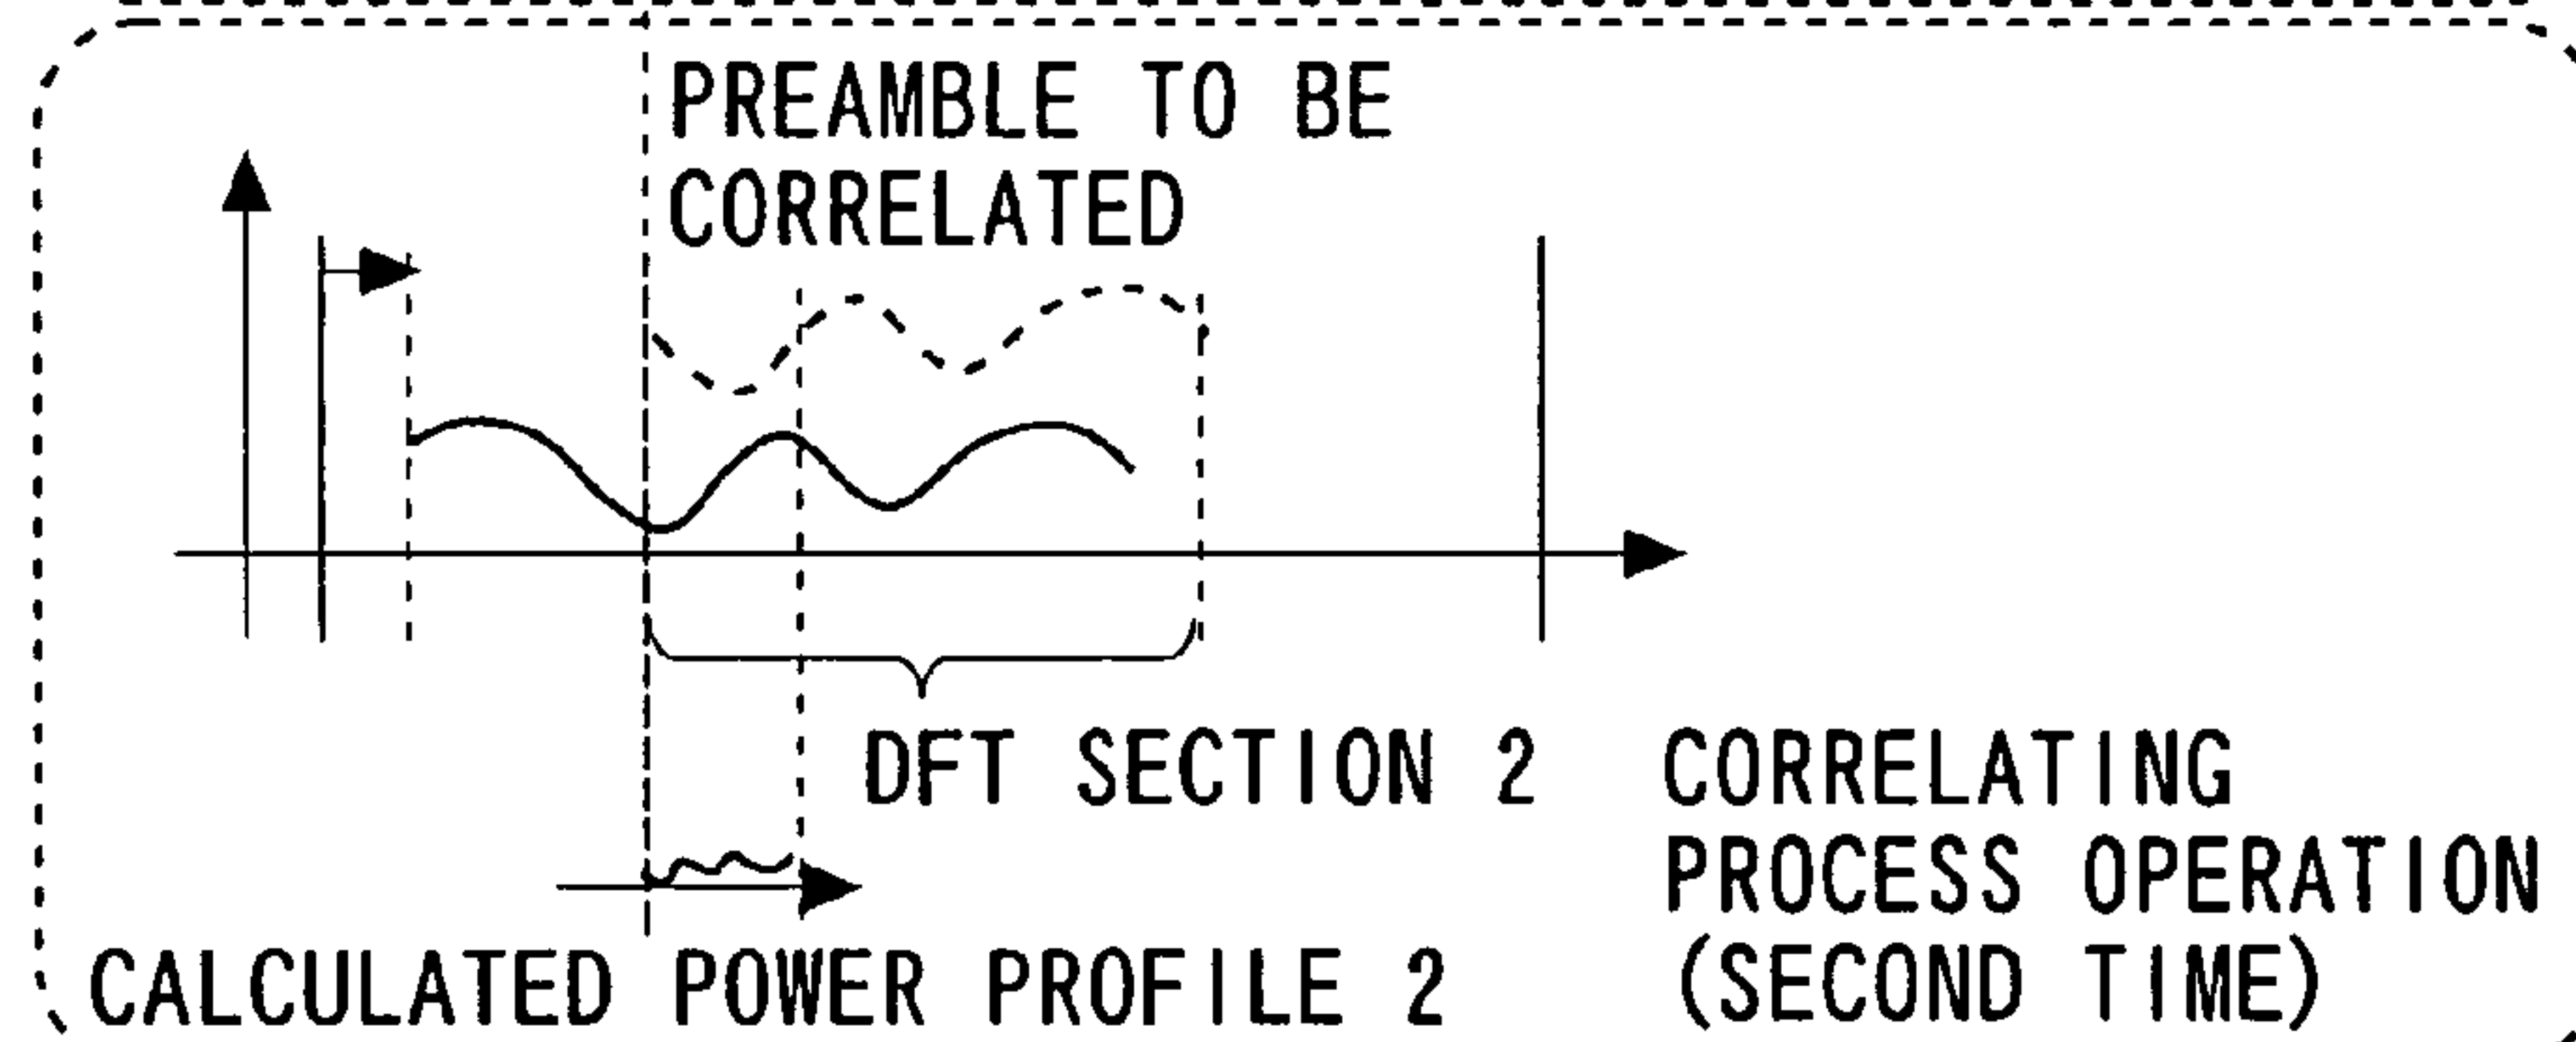 PREAMBLE TO BE
CORRELATED
DFT SECTION 2
CORRELATING
PROCESS OPERATION
(SECOND TIME)
CALCULATED POWER PROFILE 2